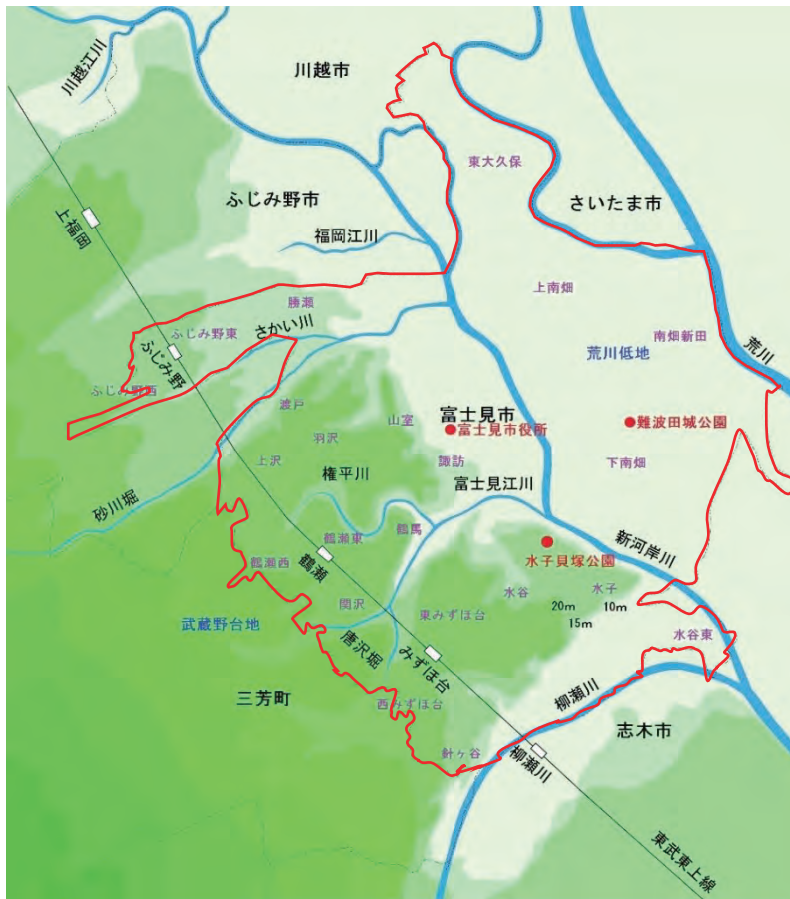 川越江川
川越市
東大久保
ふじみ野市
さいたま市
上福岡
福岡江川
上南畑
勝瀬
ふじみ野東
さかい川
南畑新田
荒川
ふじみ野
荒川低地
ふじみ野西
渡戸
山室
富士見市
難波田城公園
羽沢
富士見市役所
上沢
諏訪
下南畑
権平川
富士見江川
砂川堀
鶴馬
鶴瀬東
新河岸川
鶴瀬
水子貝塚公園
鶴瀬西
水谷
水子
関沢
20m
10m
東みずほ台
15m
武蔵野台地
水谷東
唐沢堀
みずほ台
三芳町
西みずほ台
柳瀬川
志木市
針ヶ谷
柳瀬川
東武東上線